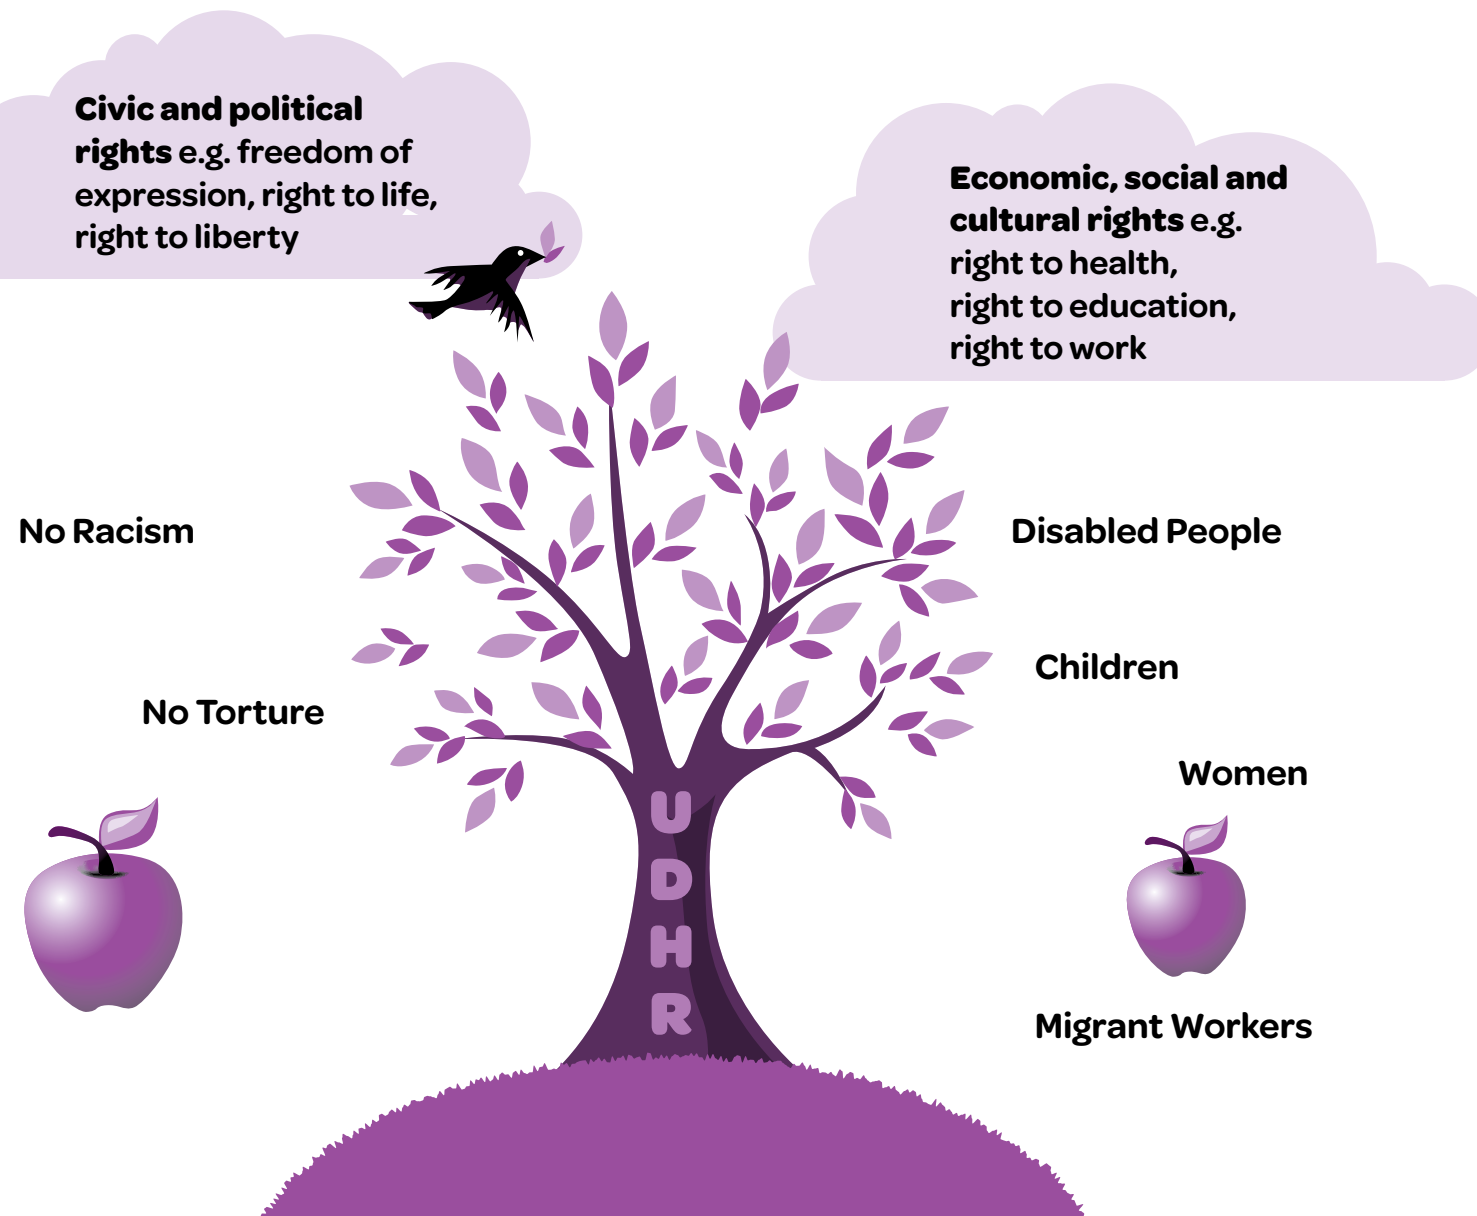 Civic and political
rights e.g. freedom of
expression, right to life,
right to liberty
Economic, social and
cultural rights e.g.
right to health,
right to education,
right to work
No Racism
Disabled People
Children
No Torture
Women
U
D
H
R
Migrant Workers